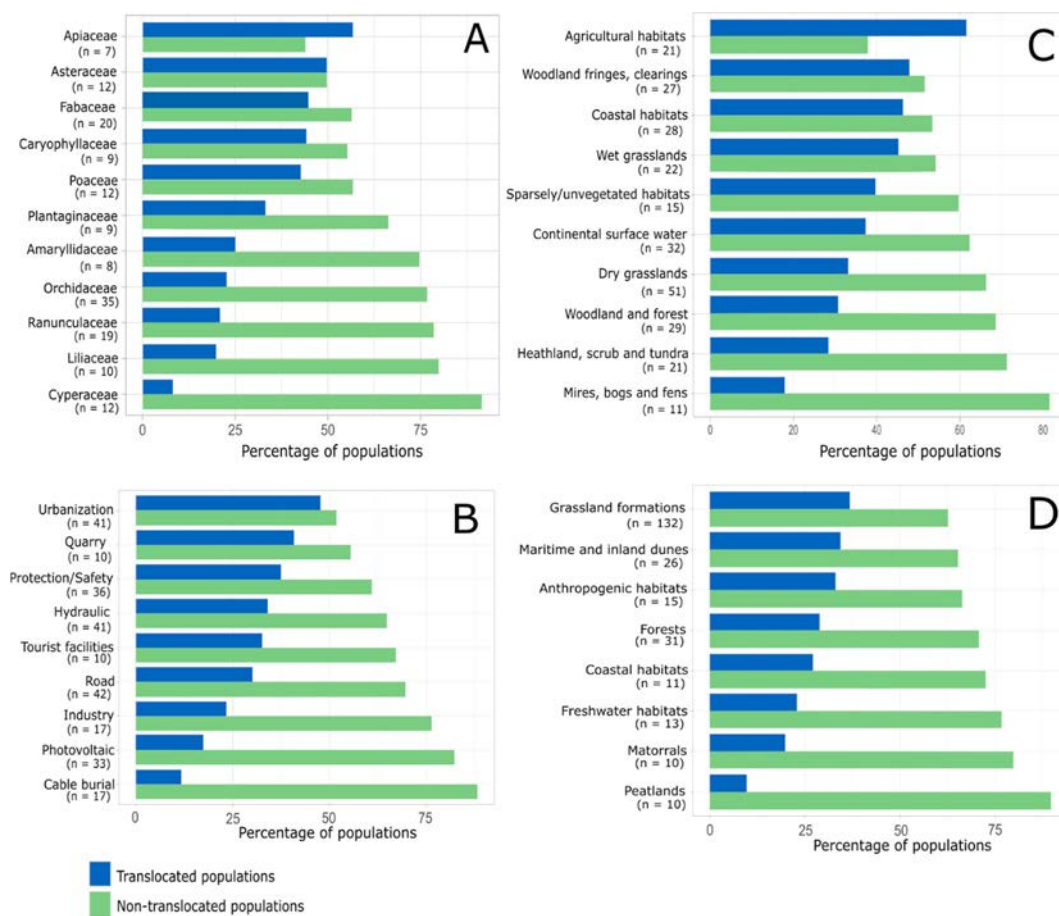 A
Apiaceae
(n = 7)
Asteraceae
(n = 12)
Fabaceae
(n = 20)
Caryophyllaceae
(n = 9)
Poaceae
(n = 12)
Plantaginaceae
(n = 9)
Amaryllidaceae
(n = 8)
Orchidaceae
(n = 35)
Ranunculaceae
(n = 19)
Liliaceae
(n = 10)
Cyperaceae
(n = 12)
0 25 50 75
Percentage of populations
C
Agricultural habitats
(n = 21)
Woodland fringes, clearings
(n = 27)
Coastal habitats
(n = 28)
Wet grasslands
(n = 22)
Sparsely/unvegetated habitats
(n = 15)
Continental surface water
(n = 32)
Dry grasslands
(n = 51)
Woodland and forest
(n = 29)
Heathland, scrub and tundra
(n = 21)
Mires, bogs and fens
(n = 11)
0 20 40 60 80
Percentage of populations
B
Urbanization
(n = 41)
Quarry
(n = 10)
Protection/Safety
(n = 36)
Hydraulic
(n = 41)
Tourist facilities
(n = 10)
Road
(n = 42)
Industry
(n = 17)
Photovoltaic
(n = 33)
Cable burial
(n = 17)
0 25 50 75
Percentage of populations
D
Grassland formations
(n = 132)
Maritime and inland dunes
(n = 26)
Anthropogenic habitats
(n = 15)
Forests
(n = 31)
Coastal habitats
(n = 11)
Freshwater habitats
(n = 13)
Matorrals
(n = 10)
Peatlands
(n = 10)
0 25 50 75
Percentage of populations
Translocated populations
Non-translocated populations